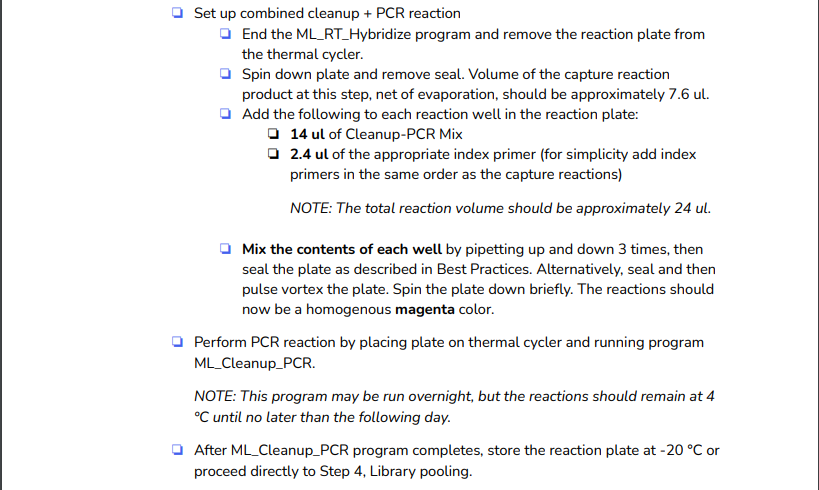 Set up combined cleanup + PCR reaction
End the ML_RT_Hybridize program and remove the reaction plate from
the thermal cycler.
Spin down plate and remove seal. Volume of the capture reaction
product at this step, net of evaporation, should be approximately 7.6 ul.
Add the following to each reaction well in the reaction plate:
14 ul of Cleanup-PCR Mix
2.4 ul of the appropriate index primer (for simplicity add index
primers in the same order as the capture reactions)
NOTE: The total reaction volume should be approximately 24 ul.
Mix the contents of each well by pipetting up and down 3 times, then
seal the plate as described in Best Practices. Alternatively, seal and then
pulse vortex the plate. Spin the plate down briefly. The reactions should
now be a homogenous magenta color.
Perform PCR reaction by placing plate on thermal cycler and running program
ML_Cleanup_PCR.
NOTE: This program may be run overnight, but the reactions should remain at 4
°C until no later than the following day.
After ML_Cleanup_PCR program completes, store the reaction plate at -20 °C or
proceed directly to Step 4, Library pooling.